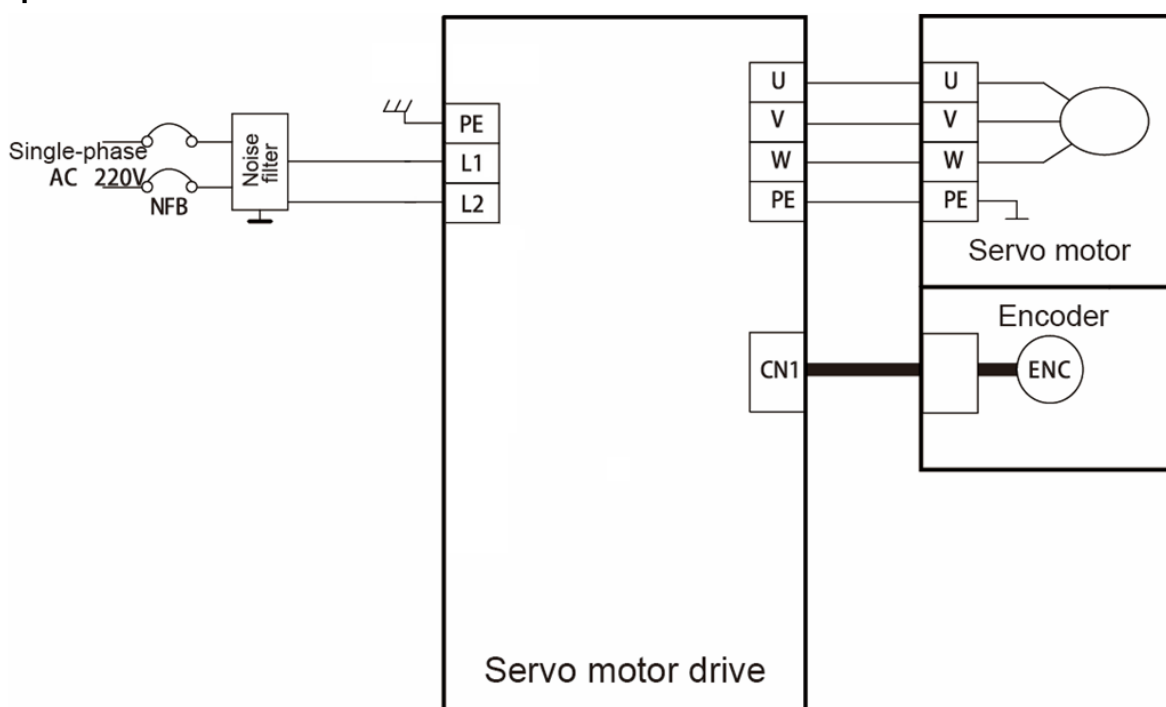 Single-phase
AC 220V
NFB
Noise
filter
PE
L1
L2
U
V
W
PE
CN1
Servo motor drive
U
V
W
PE
Servo motor
Encoder
ENC